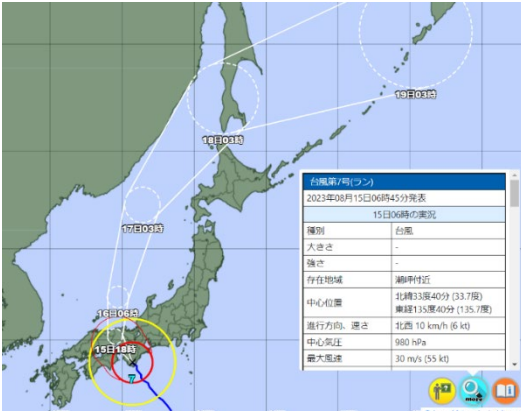 19日03時
18日03時
17日03時
16日06時
15日18時
7
台風第7号(ラン)
2023年08月15日06時45分発表
15日06時の実況
種別 台風
大きさ -
強さ -
存在地域 潮岬付近
中心位置 北緯33度40分 (33.7度)
東経135度40分 (135.7度)
進行方向、速さ 北西 10 km/h (6 kt)
中心気圧 980 hPa
最大風速 30 m/s (55 kt)